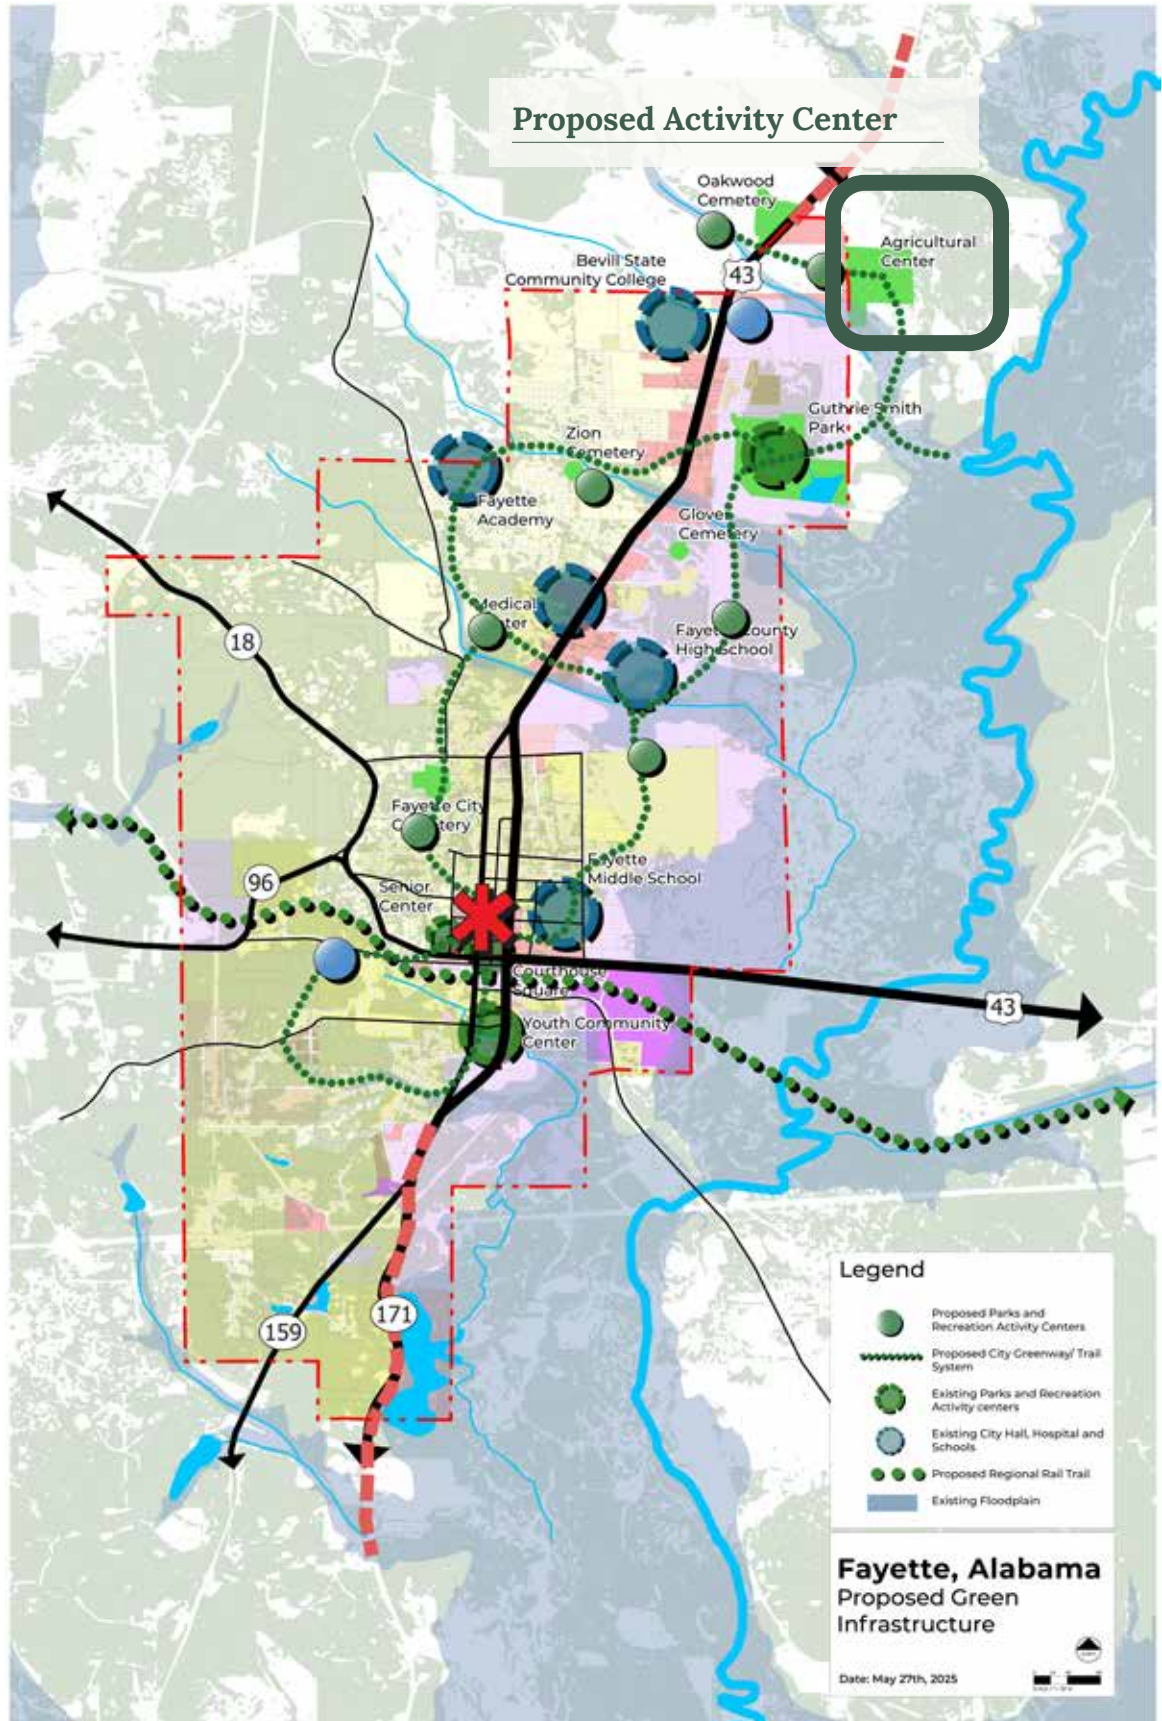 Proposed Activity Center
Oakwood
Cemetery
Agricultural
Center
Bevill State
Community College
43
Guthrie Smith
Park
Zion
Cemetery
Fayette
Academy
Glover
Cemetery
Medical
18
Fayette County
High School
Fayette City
Fayette
Middle School
96
Senior
Center
Courthouse
Square
43
Youth Community
Center
171
159
Legend
Proposed Parks and
Recreation Activity Centers
Proposed City Greenway/ Trail
System
Existing Parks and Recreation
Activity centers
Existing City Hall, Hospital and
Schools
Proposed Regional Rail Trail
Existing Floodplain
Fayette, Alabama
Proposed Green
Infrastructure
Date: May 27th, 2025